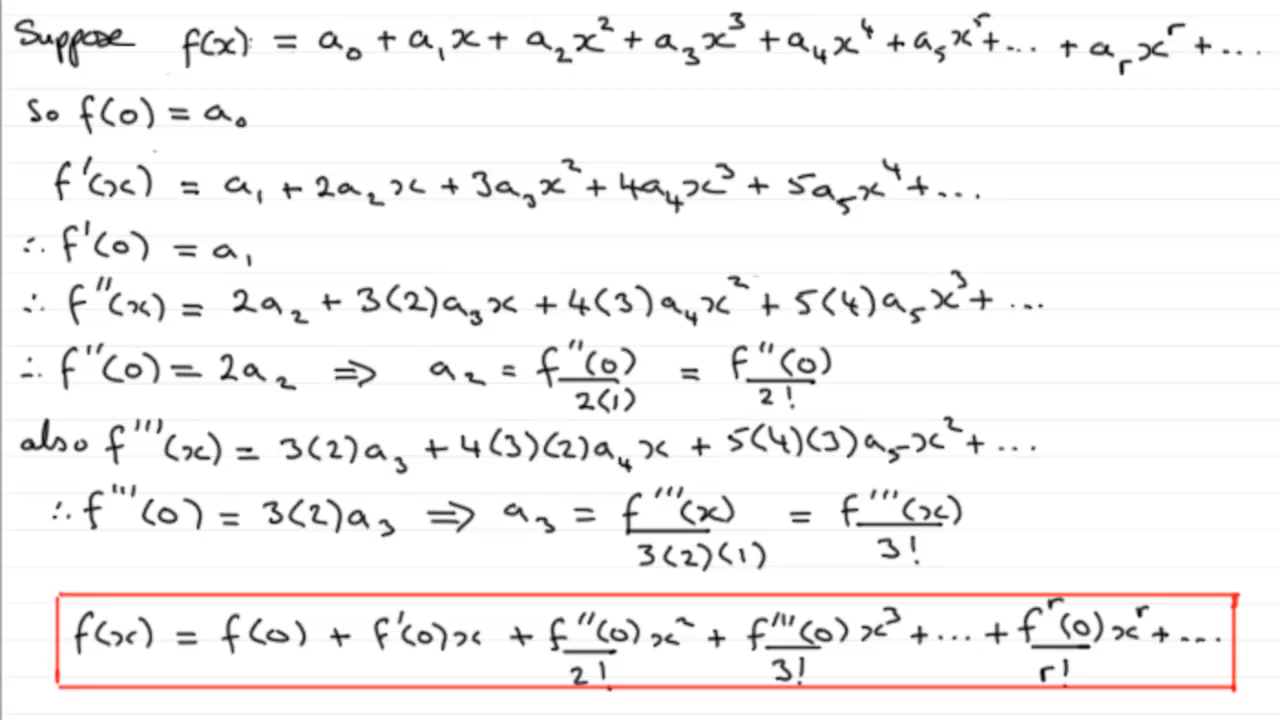 Suppose f(x) = a₀ + a₁x + a₂x² + a₃x³ + a₄x⁴ + a₅x⁵ + ... + aᵣxʳ + ...
So f(0) = a₀
f'(x) = a₁ + 2a₂x + 3a₃x² + 4a₄x³ + 5a₅x⁴ + ...
∴ f'(0) = a₁
∴ f''(x) = 2a₂ + 3(2)a₃x + 4(3)a₄x² + 5(4)a₅x³ + ...
∴ f''(0) = 2a₂ ⇒ a₂ = f''(0)/2(1) = f''(0)/2!
also f'''(x) = 3(2)a₃ + 4(3)(2)a₄x + 5(4)(3)a₅x² + ...
∴ f'''(0) = 3(2)a₃ ⇒ a₃ = f'''(x)/3(2)(1) = f'''(x)/3!
f(x) = f(0) + f'(0)x + f''(0)x²/2! + f'''(0)x³/3! + ... + fʳ(0)xʳ/r! + ...